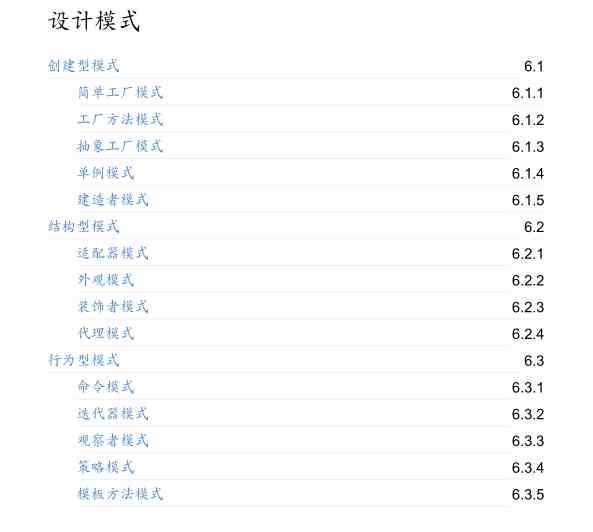 设计模式
创建型模式 6.1
简单工厂模式 6.1.1
工厂方法模式 6.1.2
抽象工厂模式 6.1.3
单例模式 6.1.4
建造者模式 6.1.5
结构型模式 6.2
适配器模式 6.2.1
外观模式 6.2.2
装饰者模式 6.2.3
代理模式 6.2.4
行为型模式 6.3
命令模式 6.3.1
迭代器模式 6.3.2
观察者模式 6.3.3
策略模式 6.3.4
模板方法模式 6.3.5